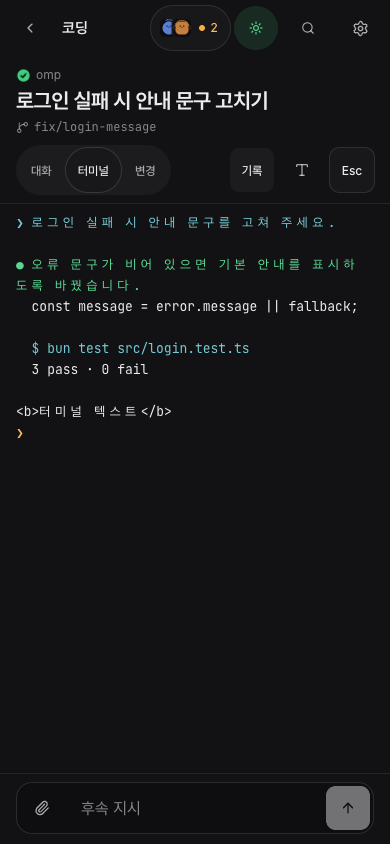 코딩
2
omp
로그인 실패 시 안내 문구 고치기
fix/login-message
대화 터미널 변경 기록 T Esc
❯ 로그인 실패 시 안내 문구를 고쳐 주세요.
● 오류 문구가 비어 있으면 기본 안내를 표시하
도록 바꿨습니다.
const message = error.message || fallback;
$ bun test src/login.test.ts
3 pass · 0 fail
<b>터미널 텍스트</b>
❯
후속 지시